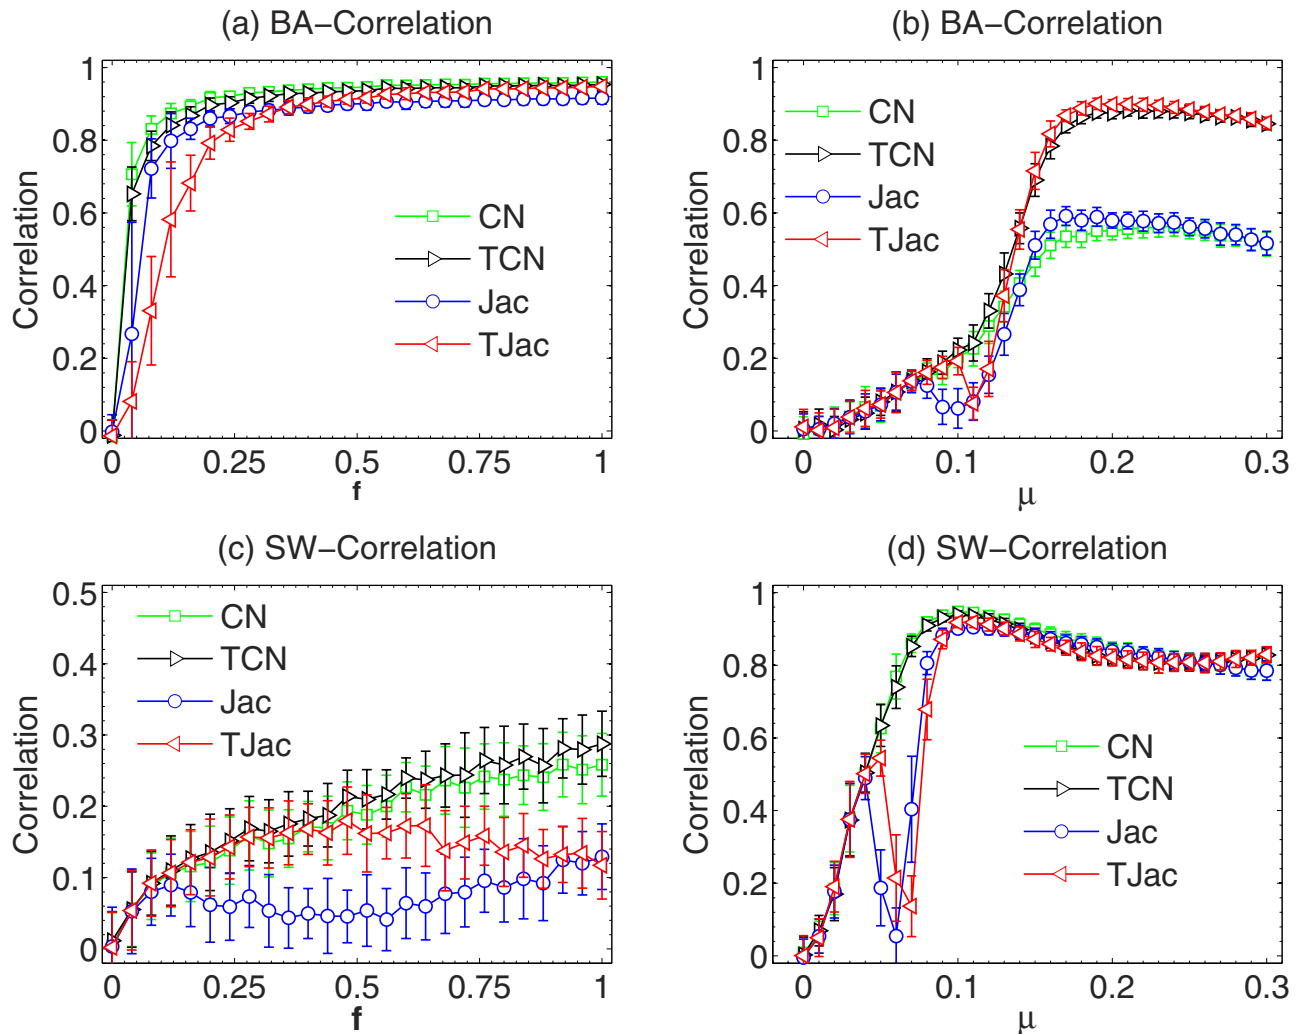 (a) BA−Correlation
1
0.8
0.6
0.4
0.2
0
Correlation
CN
TCN
Jac
TJac
0 0.25 0.5 0.75 1
f
(b) BA−Correlation
1
0.8
0.6
0.4
0.2
0
Correlation
CN
TCN
Jac
TJac
0 0.1 0.2 0.3
μ
(c) SW−Correlation
0.5
0.4
0.3
0.2
0.1
0
Correlation
CN
TCN
Jac
TJac
0 0.25 0.5 0.75 1
f
(d) SW−Correlation
1
0.8
0.6
0.4
0.2
0
Correlation
CN
TCN
Jac
TJac
0 0.1 0.2 0.3
μ